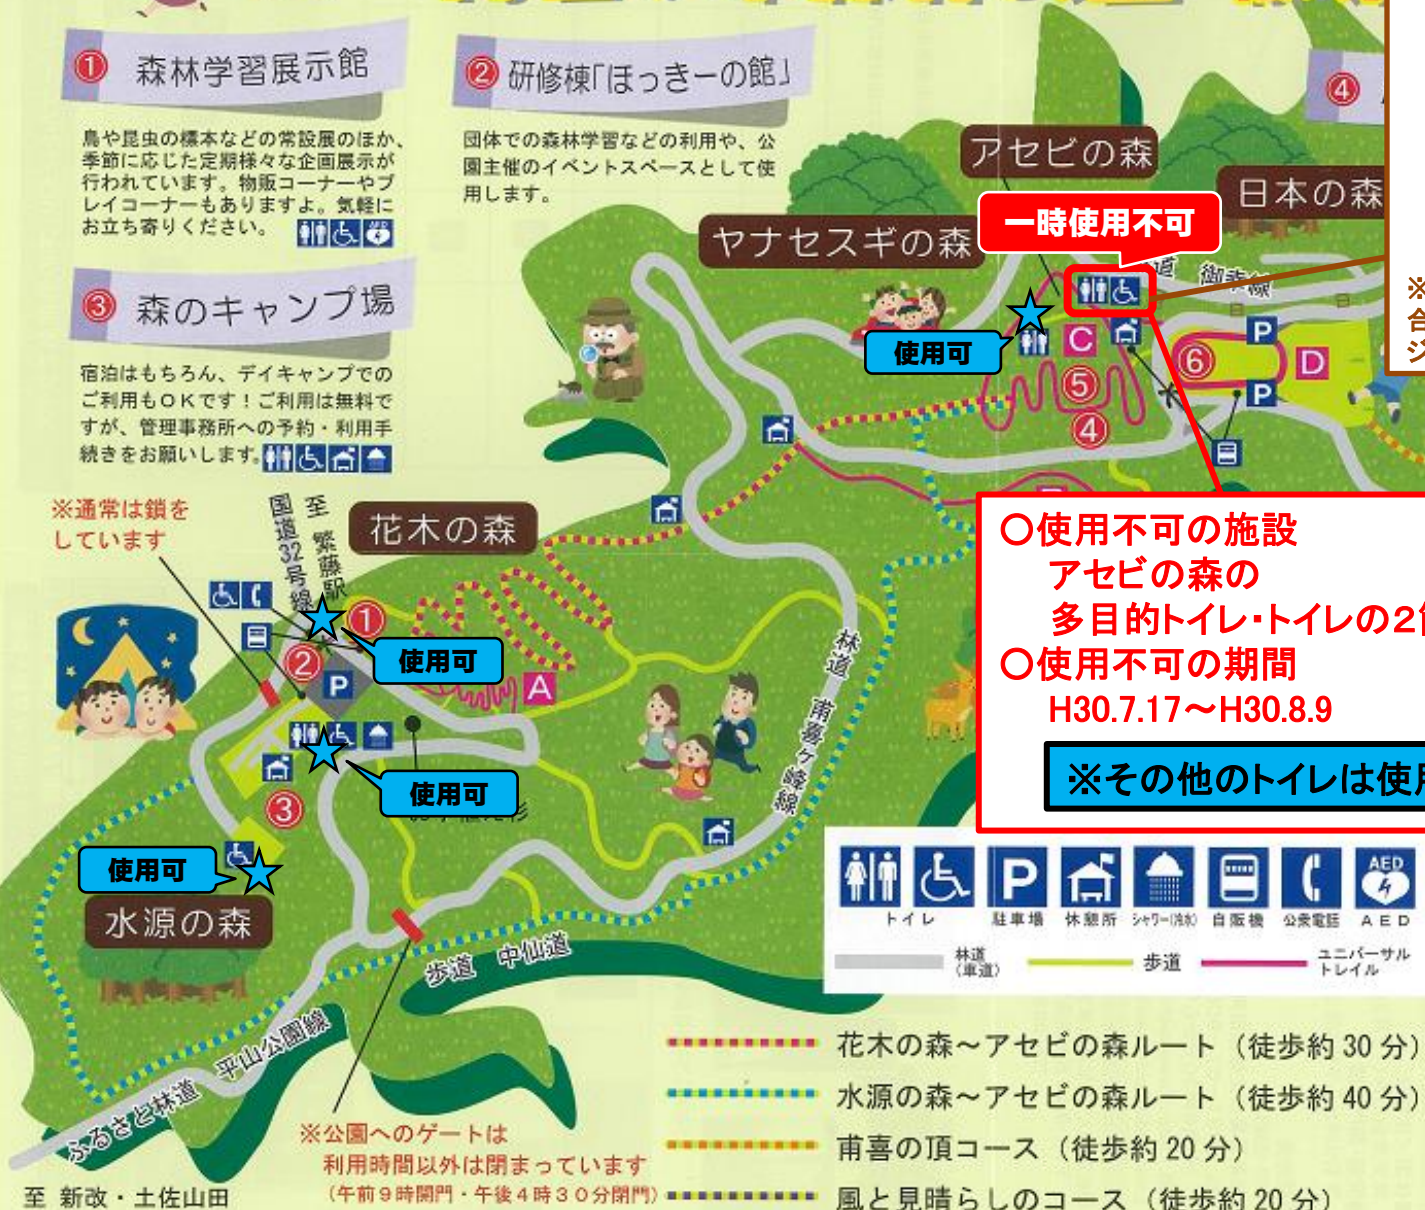 ① 森林学習展示館
鳥や昆虫の標本などの常設展のほか、
季節に応じた定期様々な企画展示が
行われています。物販コーナーやプ
レイコーナーもありますよ。気軽に
お立ち寄りください。
② 研修棟「ほっきーの館」
団体での森林学習などの利用や、公
園主催のイベントスペースとして使
用します。
③ 森のキャンプ場
宿泊はもちろん、デイキャンプでの
ご利用もOKです！ご利用は無料で
すが、管理事務所への予約・利用手
続きをお願いします。
④
アセビの森
日本の森
ヤナセスギの森
一時使用不可
御幸線
使用可
C
⑤
④
⑥
P
D
P
※通常は鎖を
しています
至 繁藤駅
国道32号線
花木の森
①
使用可
②
P
A
使用可
③
使用可
水源の森
林道 甫喜ヶ峰線
歩道 中仙道
ふるさと林道 平山公園線
至 新改・土佐山田
※公園へのゲートは
利用時間以外は閉まっています
（午前9時開門・午後4時30分閉門）
〇使用不可の施設
アセビの森の
多目的トイレ・トイレの2
〇使用不可の期間
H30.7.17～H30.8.9
※その他のトイレは使
トイレ
P
駐車場
休憩所
シャワー(冷水)
自販機
公衆電話
AED
AED
林道
（車道）
歩道
ユニバーサル
トレイル
花木の森～アセビの森ルート（徒歩約30分）
水源の森～アセビの森ルート（徒歩約40分）
甫喜の頂コース（徒歩約20分）
風と見晴らしのコース（徒歩約20分）